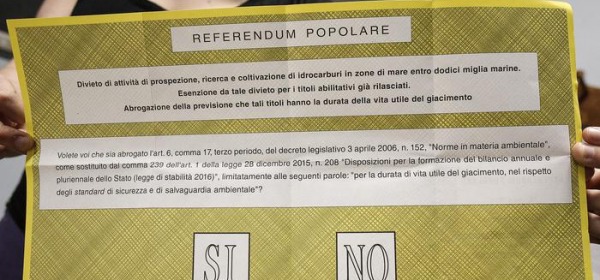 REFERENDUM POPOLARE
Divieto di attività di prospezione, ricerca e coltivazione di idrocarburi in zone di mare entro dodici miglia marine.
Esenzione da tale divieto per i titoli abilitativi già rilasciati.
Abrogazione della previsione che tali titoli hanno la durata della vita utile del giacimento
Volete voi che sia abrogato l'art. 6, comma 17, terzo periodo, del decreto legislativo 3 aprile 2006, n. 152, "Norme in materia ambientale",
come sostituito dal comma 239 dell'art. 1 della legge 28 dicembre 2015, n. 208 "Disposizioni per la formazione del bilancio annuale e
pluriennale dello Stato (legge di stabilità 2016)", limitatamente alle seguenti parole: "per la durata di vita utile del giacimento, nel rispetto
degli standard di sicurezza e di salvaguardia ambientale"?
SI NO